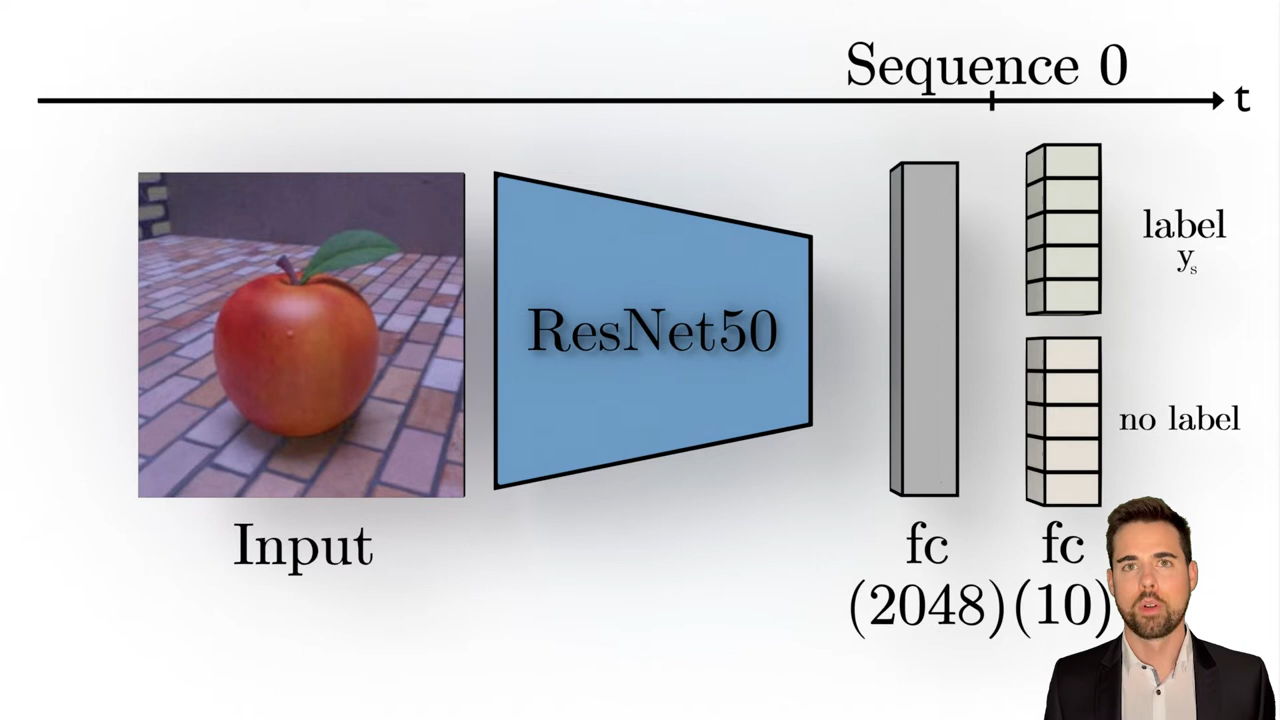 Sequence 0
t
ResNet50
label
yₛ
no label
Input
fc
(2048)
fc
(10)